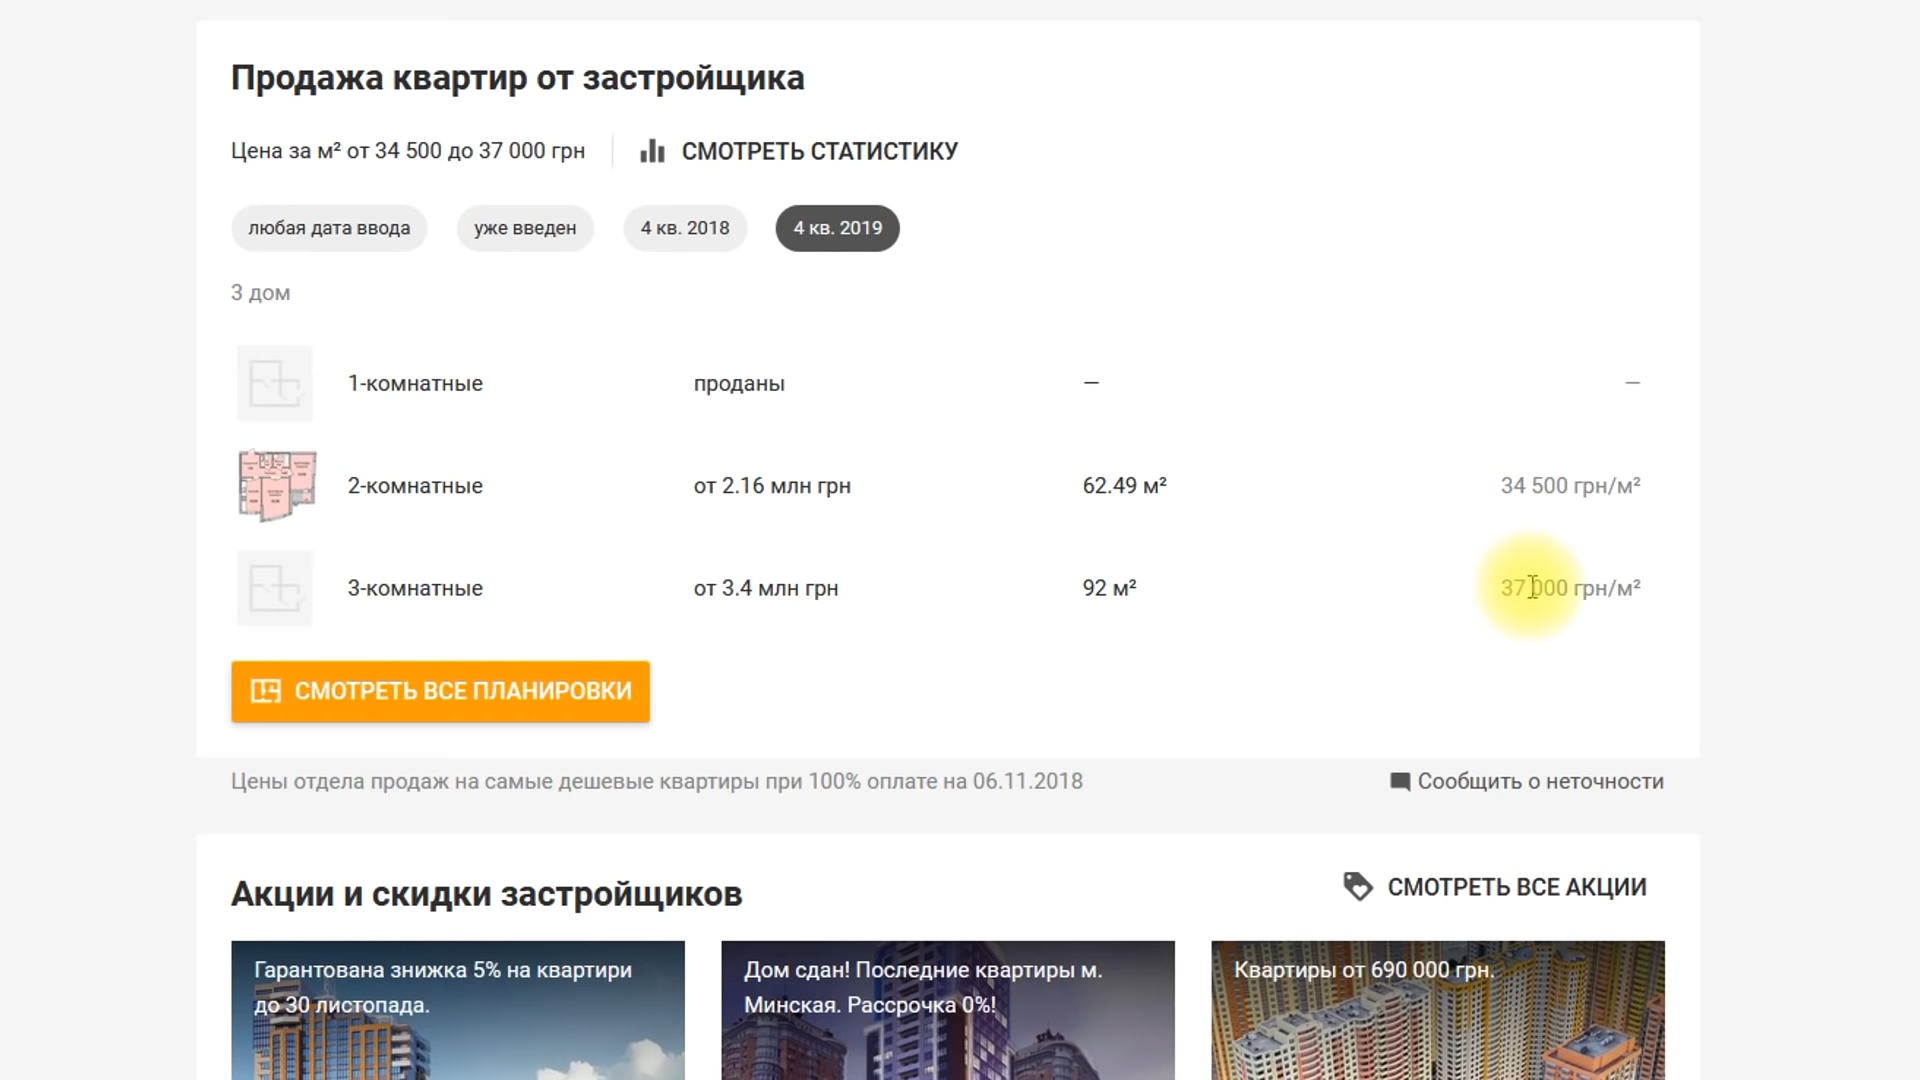 Продажа квартир от застройщика
Цена за м² от 34 500 до 37 000 грн
СМОТРЕТЬ СТАТИСТИКУ
любая дата ввода
уже введен
4 кв. 2018
4 кв. 2019
3 дом
1-комнатные проданы — —
2-комнатные от 2.16 млн грн 62.49 м² 34 500 грн/м²
3-комнатные от 3.4 млн грн 92 м² 37 000 грн/м²
СМОТРЕТЬ ВСЕ ПЛАНИРОВКИ
Цены отдела продаж на самые дешевые квартиры при 100% оплате на 06.11.2018
Сообщить о неточности
Акции и скидки застройщиков
СМОТРЕТЬ ВСЕ АКЦИИ
Гарантована знижка 5% на квартири
до 30 листопада.
Дом сдан! Последние квартиры м.
Минская. Рассрочка 0%!
Квартиры от 690 000 грн.